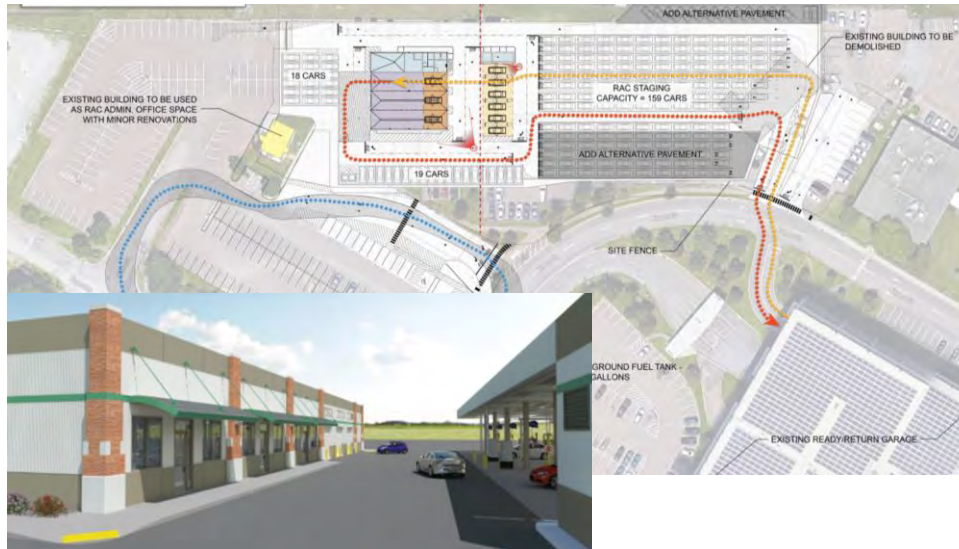 ADD ALTERNATIVE PAVEMENT
EXISTING BUILDING TO BE
DEMOLISHED
18 CARS
RAC STAGING
CAPACITY = 159 CARS
EXISTING BUILDING TO BE USED
AS RAC ADMIN. OFFICE SPACE
WITH MINOR RENOVATIONS
ADD ALTERNATIVE PAVEMENT
19 CARS
SITE FENCE
GROUND FUEL TANK -
GALLONS
EXISTING READY/RETURN GARAGE